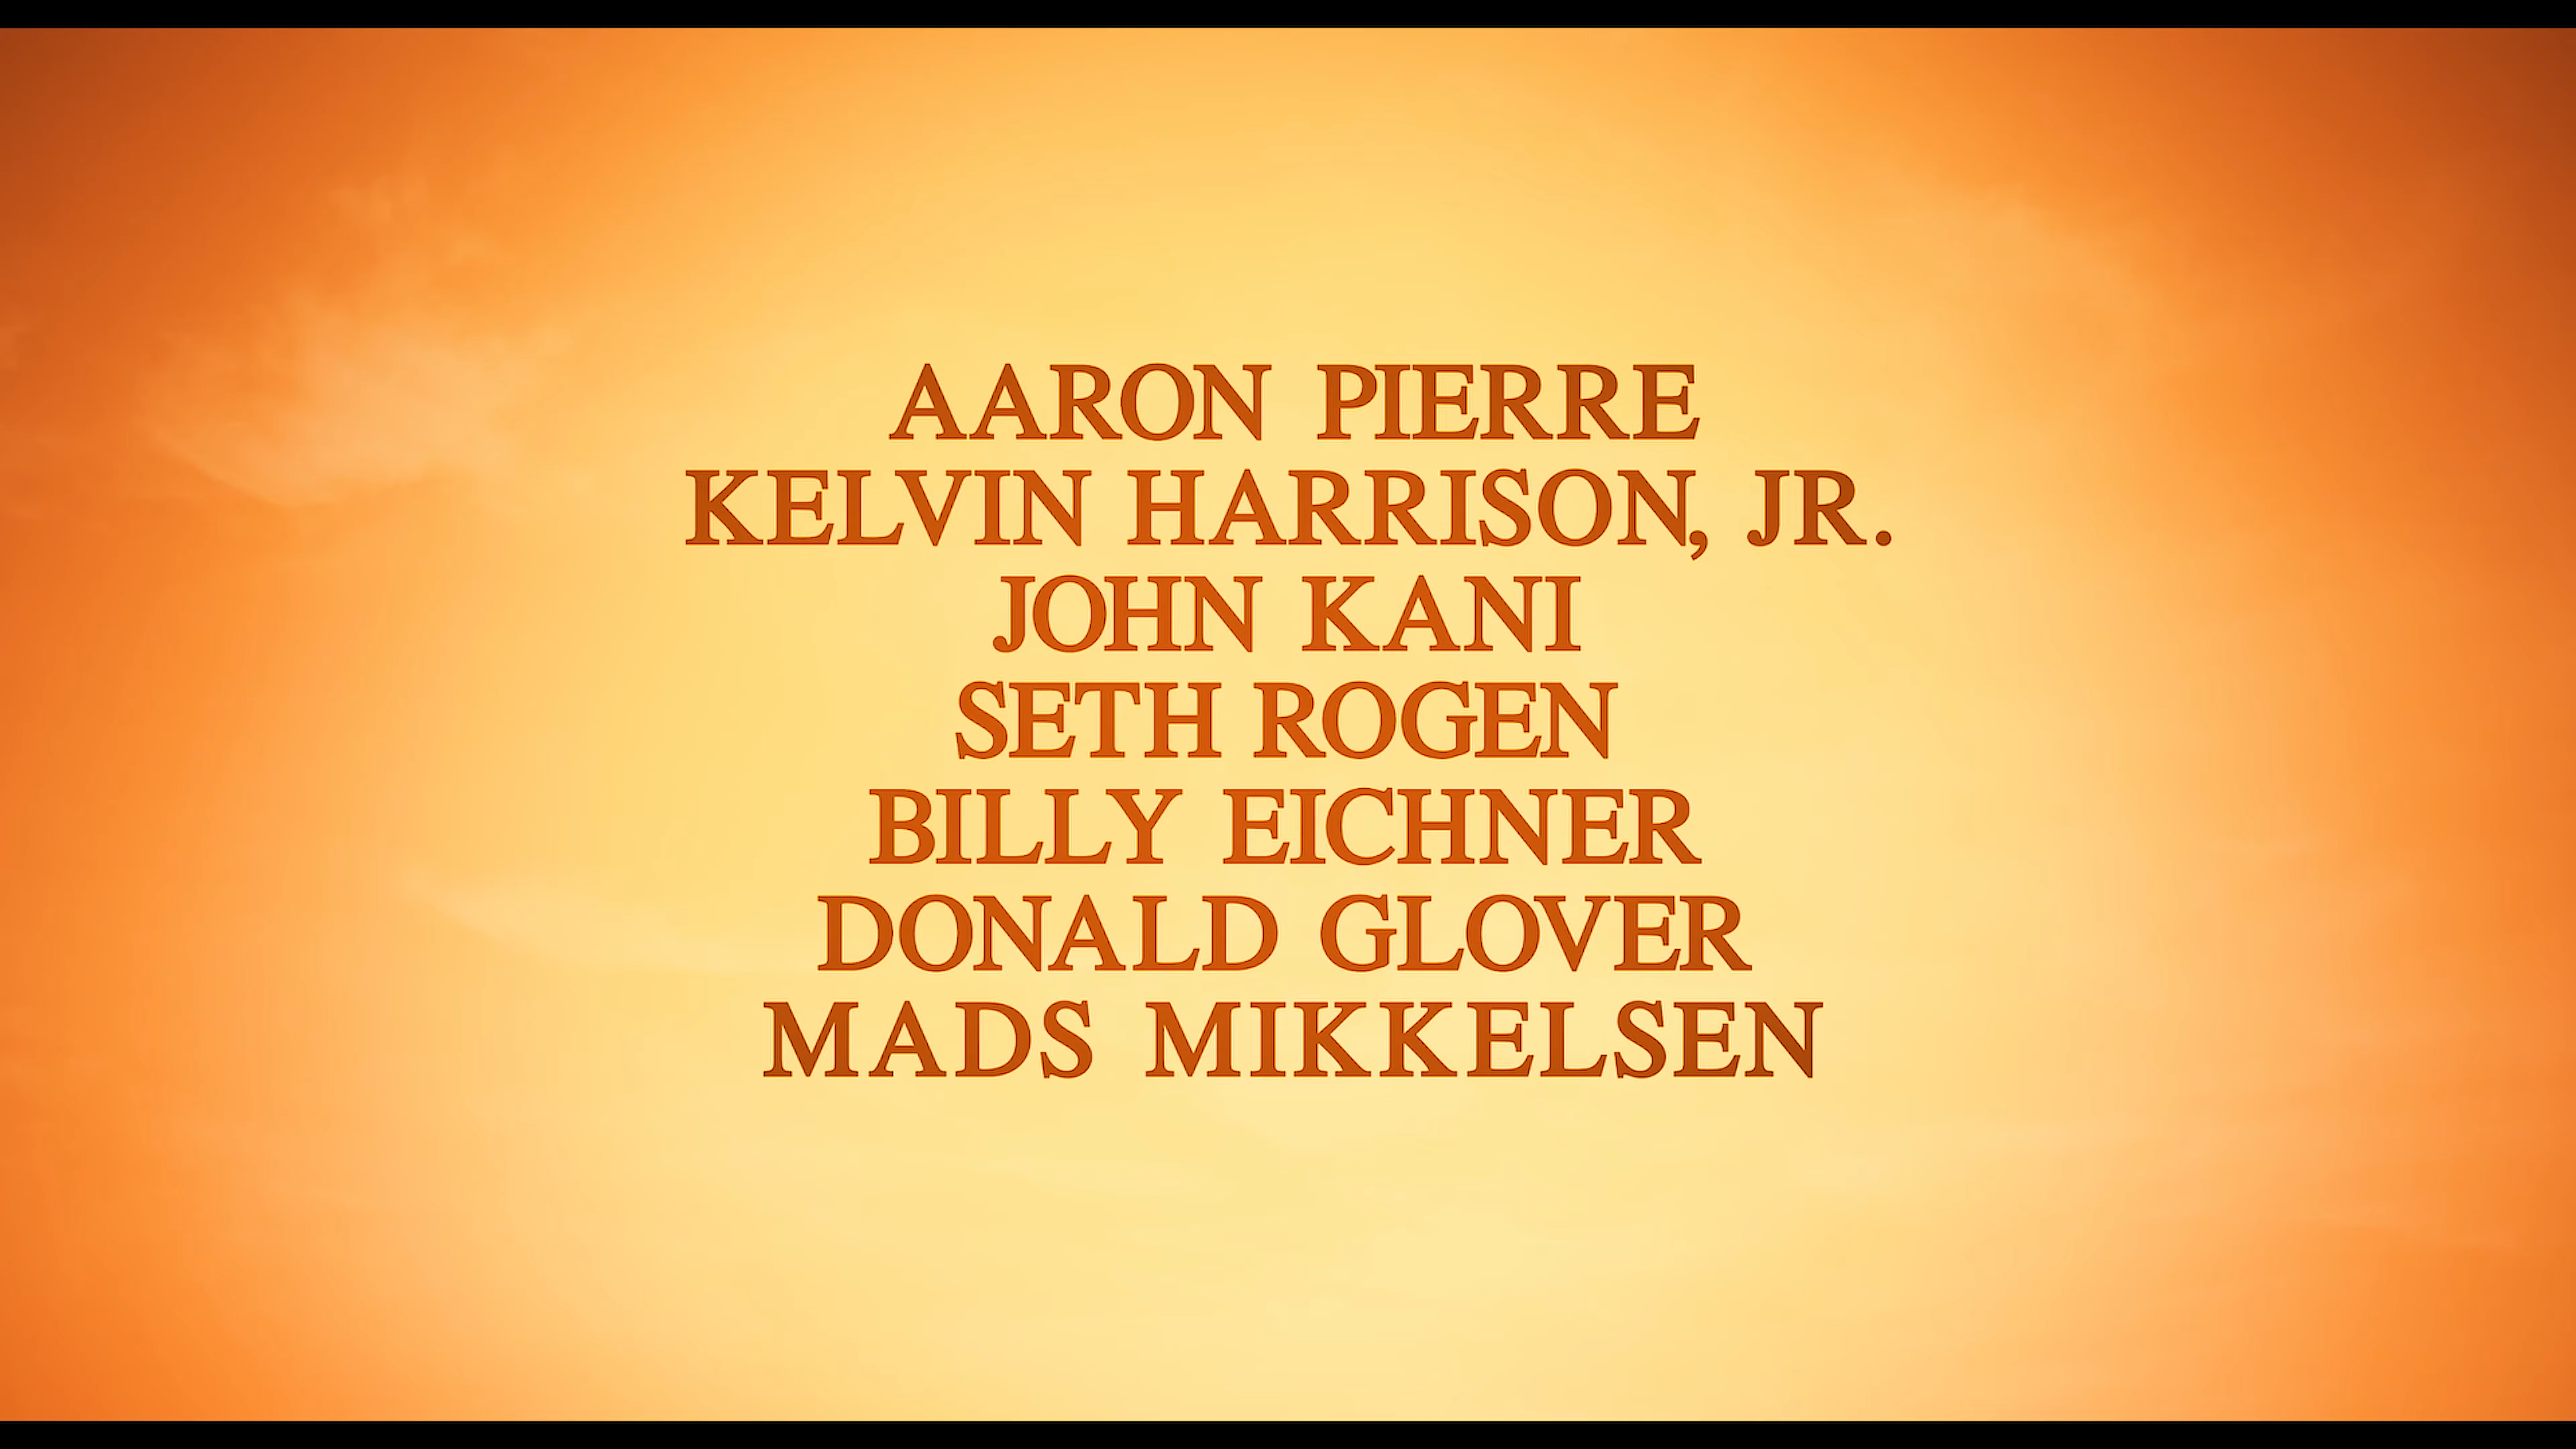 AARON PIERRE
KELVIN HARRISON, JR.
JOHN KANI
SETH ROGEN
BILLY EICHNER
DONALD GLOVER
MADS MIKKELSEN